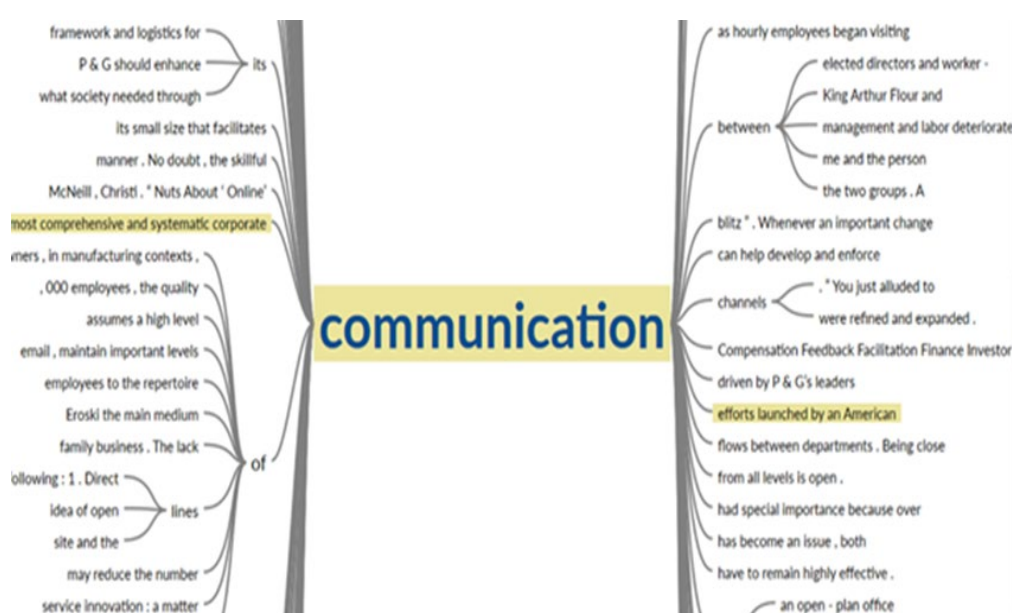 framework and logistics for
P & G should enhance
what society needed through
its
its small size that facilitates
manner . No doubt , the skillful
McNeill , Christi . " Nuts About ' Online'
most comprehensive and systematic corporate
, in manufacturing contexts ,
, 000 employees , the quality
assumes a high level
email , maintain important levels
employees to the repertoire
Eroski the main medium
family business . The lack
of
ollowing : 1 . Direct
idea of open
site and the
lines
may reduce the number
service innovation : a matter
communication
as hourly employees began visiting
between
elected directors and worker -
King Arthur Flour and
management and labor deteriorate
me and the person
the two groups . A
blitz " . Whenever an important change
can help develop and enforce
channels
. " You just alluded to
were refined and expanded .
Compensation Feedback Facilitation Finance Investor
driven by P & G's leaders
efforts launched by an American
flows between departments . Being close
from all levels is open .
had special importance because over
has become an issue , both
have to remain highly effective .
an open - plan office